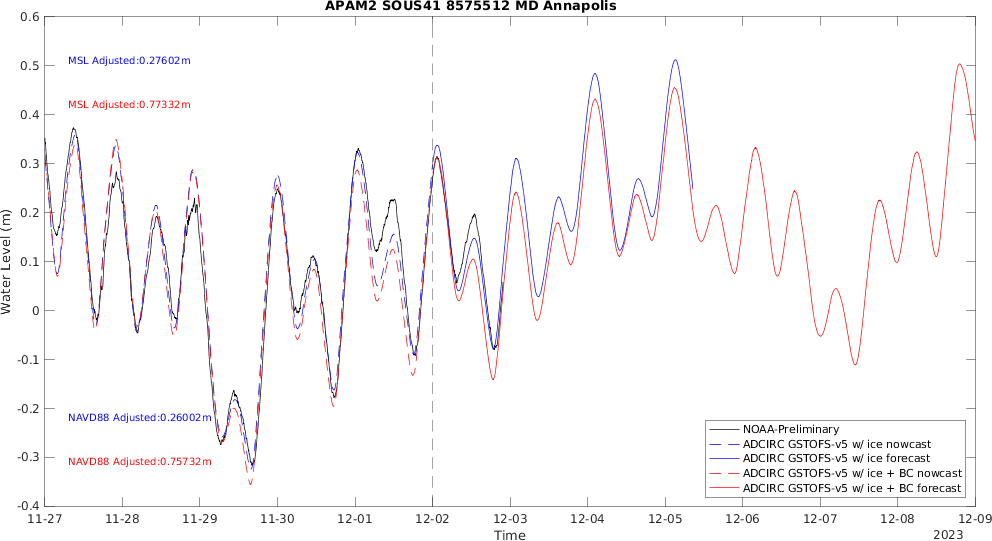 APAM2 SOUS41 8575512 MD Annapolis
0.6
0.5
0.4
0.3
0.2
0.1
0
-0.1
-0.2
-0.3
-0.4
Water Level (m)
MSL Adjusted:0.27602m
MSL Adjusted:0.77332m
NAVD88 Adjusted:0.26002m
NAVD88 Adjusted:0.75732m
NOAA-Preliminary
ADCIRC GSTOFS-v5 w/ ice nowcast
ADCIRC GSTOFS-v5 w/ ice forecast
ADCIRC GSTOFS-v5 w/ ice + BC nowcast
ADCIRC GSTOFS-v5 w/ ice + BC forecast
11-27 11-28 11-29 11-30 12-01 12-02 12-03 12-04 12-05 12-06 12-07 12-08 12-09
Time
2023